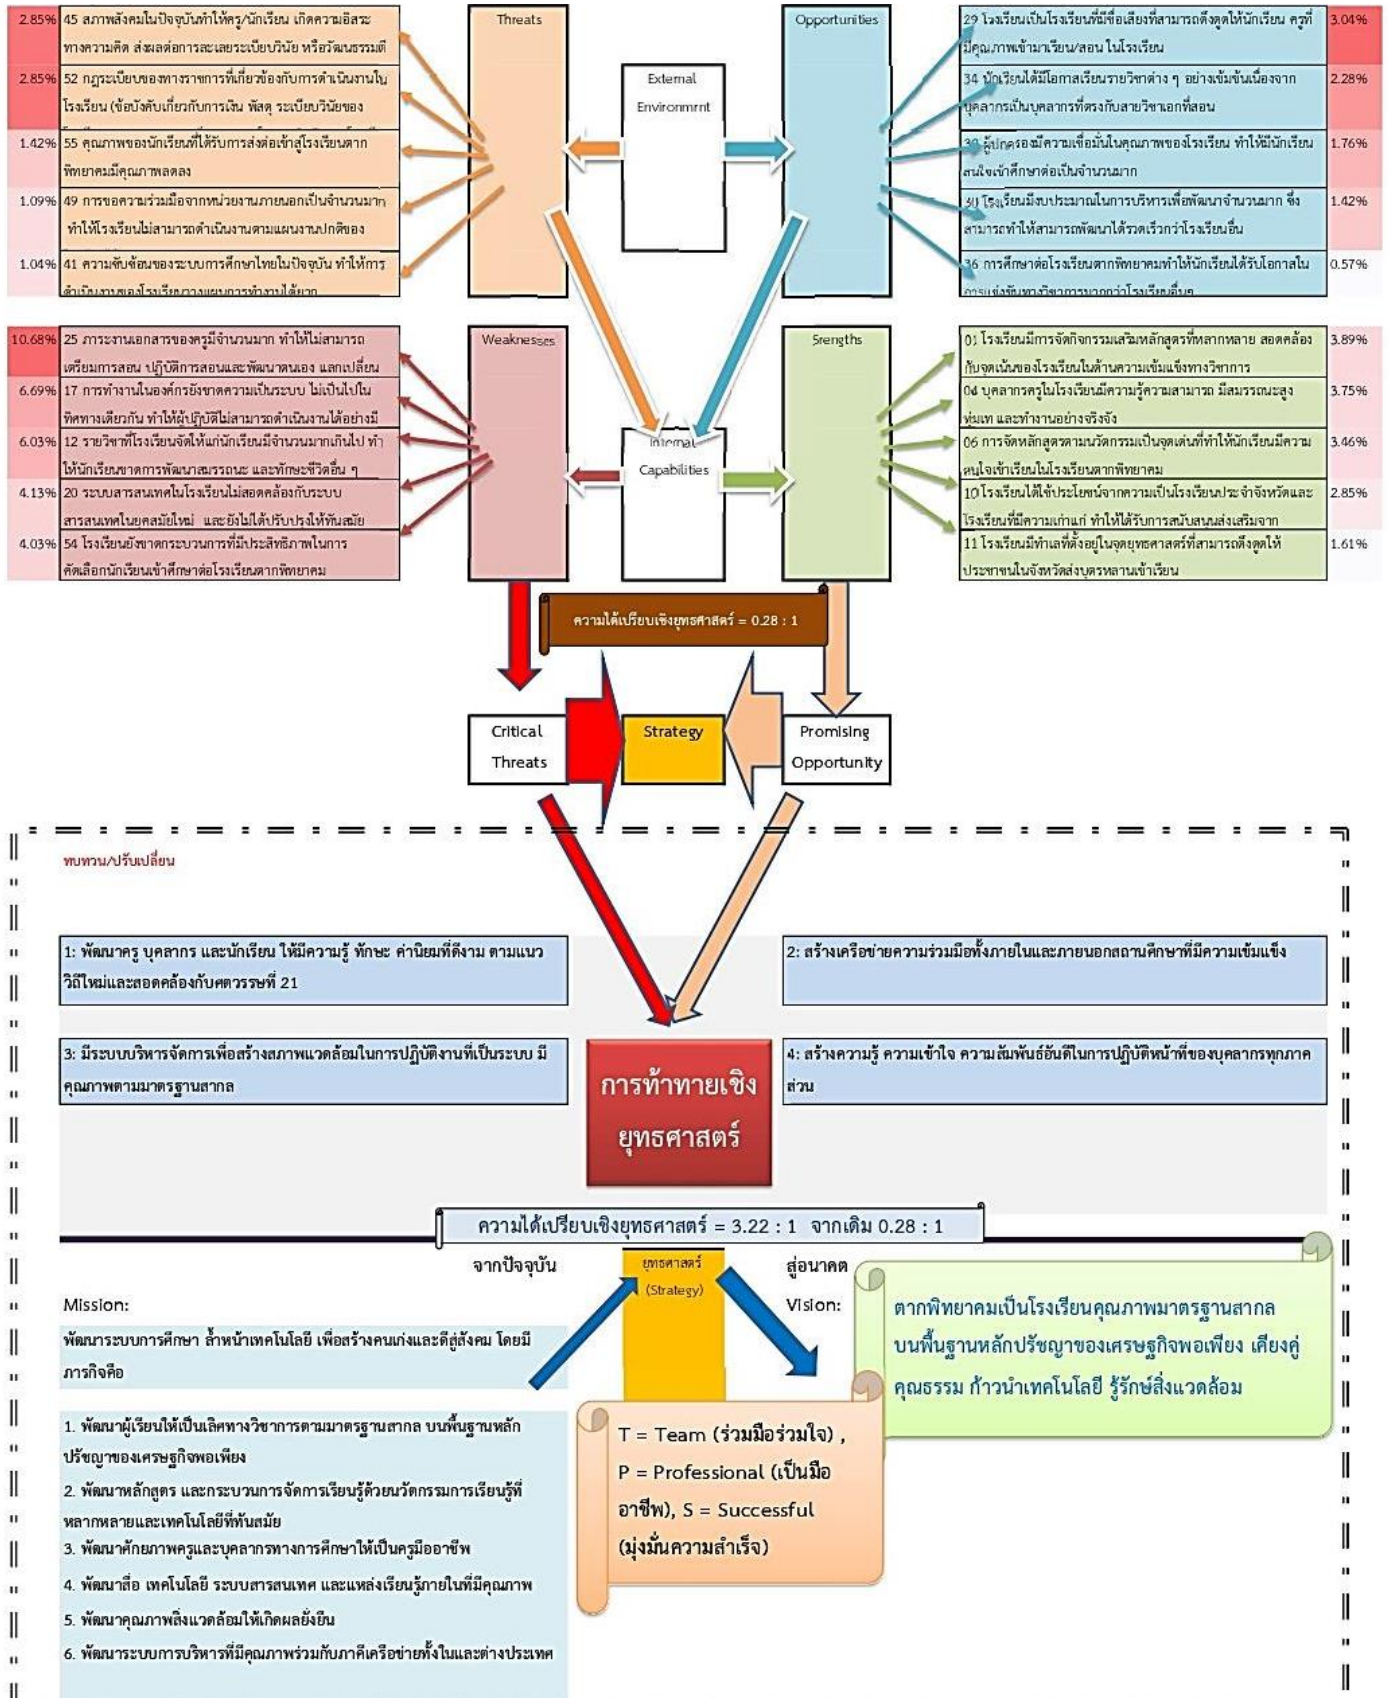 2.85%
45 สภาพสังคมในปัจจุบันทำให้ครู/นักเรียน เกิดความอิสระ
ทางความคิด ส่งผลต่อการละเลยระเบียบวินัย หรือวัฒนธรรมที่
2.85%
52 กฎระเบียบของทางราชการที่เกี่ยวข้องกับการดำเนินงานใน
โรงเรียน (ข้อบังคับเกี่ยวกับการเงิน พัสดุ ระเบียบวินัยของ
1.42%
55 คุณภาพของนักเรียนที่ได้รับการส่งต่อเข้าสู่โรงเรียนตาก
พิทยาคมมีคุณภาพลดลง
1.09%
49 การขอความร่วมมือจากหน่วยงานภายนอกเป็นจำนวนมาก
ทำให้โรงเรียนไม่สามารถดำเนินงานตามแผนงานปกติของ
1.04%
41 ความซับซ้อนของระบบการศึกษาไทยในปัจจุบัน ทำให้การ
ดำเนินงานของโรงเรียนวางแผนการทำงานได้ยาก
Threats
External
Environmrnt
Opportunities
29 โรงเรียนเป็นโรงเรียนที่มีชื่อเสียงที่สามารถดึงดูดให้นักเรียน ครูที่
มีคุณภาพเข้ามาเรียน/สอน ในโรงเรียน
3.04%
34 นักเรียนได้มีโอกาสเรียนรายวิชาต่าง ๆ อย่างเข้มข้นเนื่องจาก
บุคลากรเป็นบุคลากรที่ตรงกับสายวิชาเอกที่สอน
2.28%
ผู้ปกครองมีความเชื่อมั่นในคุณภาพของโรงเรียน ทำให้มีนักเรียน
สนใจเข้าศึกษาต่อเป็นจำนวนมาก
1.76%
30 โรงเรียนมีงบประมาณในการบริหารเพื่อพัฒนาจำนวนมาก ซึ่ง
สามารถทำให้สามารถพัฒนาได้รวดเร็วกว่าโรงเรียนอื่น
1.42%
36 การศึกษาต่อโรงเรียนตากพิทยาคมทำให้นักเรียนได้รับโอกาสใน
การแข่งขันทางวิชาการมากกว่าโรงเรียนอื่นๆ
0.57%
10.68%
25 ภาระงานเอกสารของครูมีจำนวนมาก ทำให้ไม่สามารถ
เตรียมการสอน ปฏิบัติการสอนและพัฒนาตนเอง แลกเปลี่ยน
6.69%
17 การทำงานในองค์กรยังขาดความเป็นระบบ ไม่เป็นไปใน
ทิศทางเดียวกัน ทำให้ผู้ปฏิบัติไม่สามารถดำเนินงานได้อย่างมี
6.03%
12 รายวิชาที่โรงเรียนจัดให้แก่นักเรียนมีจำนวนมากเกินไป ทำ
ให้นักเรียนขาดการพัฒนาสมรรถนะ และทักษะชีวิตอื่น ๆ
4.13%
20 ระบบสารสนเทศในโรงเรียนไม่สอดคล้องกับระบบ
สารสนเทศในยุคสมัยใหม่ และยังไม่ได้ปรับปรุงให้ทันสมัย
4.03%
54 โรงเรียนยังขาดกระบวนการที่มีประสิทธิภาพในการ
คัดเลือกนักเรียนเข้าศึกษาต่อโรงเรียนตากพิทยาคม
Weaknesses
Internal
Capabilities
Srengths
01 โรงเรียนมีการจัดกิจกรรมเสริมหลักสูตรที่หลากหลาย สอดคล้อง
กับจุดเน้นของโรงเรียนในด้านความเข้มแข็งทางวิชาการ
3.89%
04 บุคลากรครูในโรงเรียนมีความรู้ความสามารถ มีสมรรถนะสูง
ทุ่มเท และทำงานอย่างจริงจัง
3.75%
06 การจัดหลักสูตรตามนวัตกรรมเป็นจุดเด่นที่ทำให้นักเรียนมีความ
สนใจเข้าเรียนในโรงเรียนตากพิทยาคม
3.46%
10 โรงเรียนได้ใช้ประโยชน์จากความเป็นโรงเรียนประจำจังหวัดและ
โรงเรียนที่มีความเก่าแก่ ทำให้ได้รับการสนับสนุนส่งเสริมจาก
2.85%
11 โรงเรียนมีทำเลที่ตั้งอยู่ในจุดยุทธศาสตร์ที่สามารถดึงดูดให้
ประชาชนในจังหวัดส่งบุตรหลานเข้าเรียน
1.61%
ความได้เปรียบเชิงยุทธศาสตร์ = 0.28 : 1
Critical
Threats
Strategy
Promising
Opportunity
ทบทวน/ปรับเปลี่ยน
1: พัฒนาครู บุคลากร และนักเรียน ให้มีความรู้ ทักษะ ค่านิยมที่ดีงาม ตามแนว
วิถีใหม่และสอดคล้องกับศตวรรษที่ 21
2: สร้างเครือข่ายความร่วมมือทั้งภายในและภายนอกสถานศึกษาที่มีความเข้มแข็ง
3: มีระบบบริหารจัดการเพื่อสร้างสภาพแวดล้อมในการปฏิบัติงานที่เป็นระบบ มี
คุณภาพตามมาตรฐานสากล
4: สร้างความรู้ ความเข้าใจ ความสัมพันธ์อันดีในการปฏิบัติหน้าที่ของบุคลากรทุกภาค
ส่วน
การท้าทายเชิง
ยุทธศาสตร์
ความได้เปรียบเชิงยุทธศาสตร์ = 3.22 : 1 จากเดิม 0.28 : 1
จากปัจจุบัน
ยุทธศาสตร์
(Strategy)
สู่อนาคต
Mission:
พัฒนาระบบการศึกษา ล้ำหน้าเทคโนโลยี เพื่อสร้างคนเก่งและดีสู่สังคม โดยมี
ภารกิจคือ
1. พัฒนาผู้เรียนให้เป็นเลิศทางวิชาการตามมาตรฐานสากล บนพื้นฐานหลัก
ปรัชญาของเศรษฐกิจพอเพียง
2. พัฒนาหลักสูตร และกระบวนการจัดการเรียนรู้ด้วยนวัตกรรมการเรียนรู้ที่
หลากหลายและเทคโนโลยีที่ทันสมัย
3. พัฒนาศักยภาพครูและบุคลากรทางการศึกษาให้เป็นครูมืออาชีพ
4. พัฒนาสื่อ เทคโนโลยี ระบบสารสนเทศ และแหล่งเรียนรู้ภายในที่มีคุณภาพ
5. พัฒนาคุณภาพสิ่งแวดล้อมให้เกิดผลยั่งยืน
6. พัฒนาระบบการบริหารที่มีคุณภาพร่วมกับภาคีเครือข่ายทั้งในและต่างประเทศ
Vision:
ตากพิทยาคมเป็นโรงเรียนคุณภาพมาตรฐานสากล
บนพื้นฐานหลักปรัชญาของเศรษฐกิจพอเพียง เคียงคู่
คุณธรรม ก้าวนำเทคโนโลยี รู้รักษ์สิ่งแวดล้อม
T = Team (ร่วมมือร่วมใจ) ,
P = Professional (เป็นมือ
อาชีพ), S = Successful
(มุ่งมั่นความสำเร็จ)